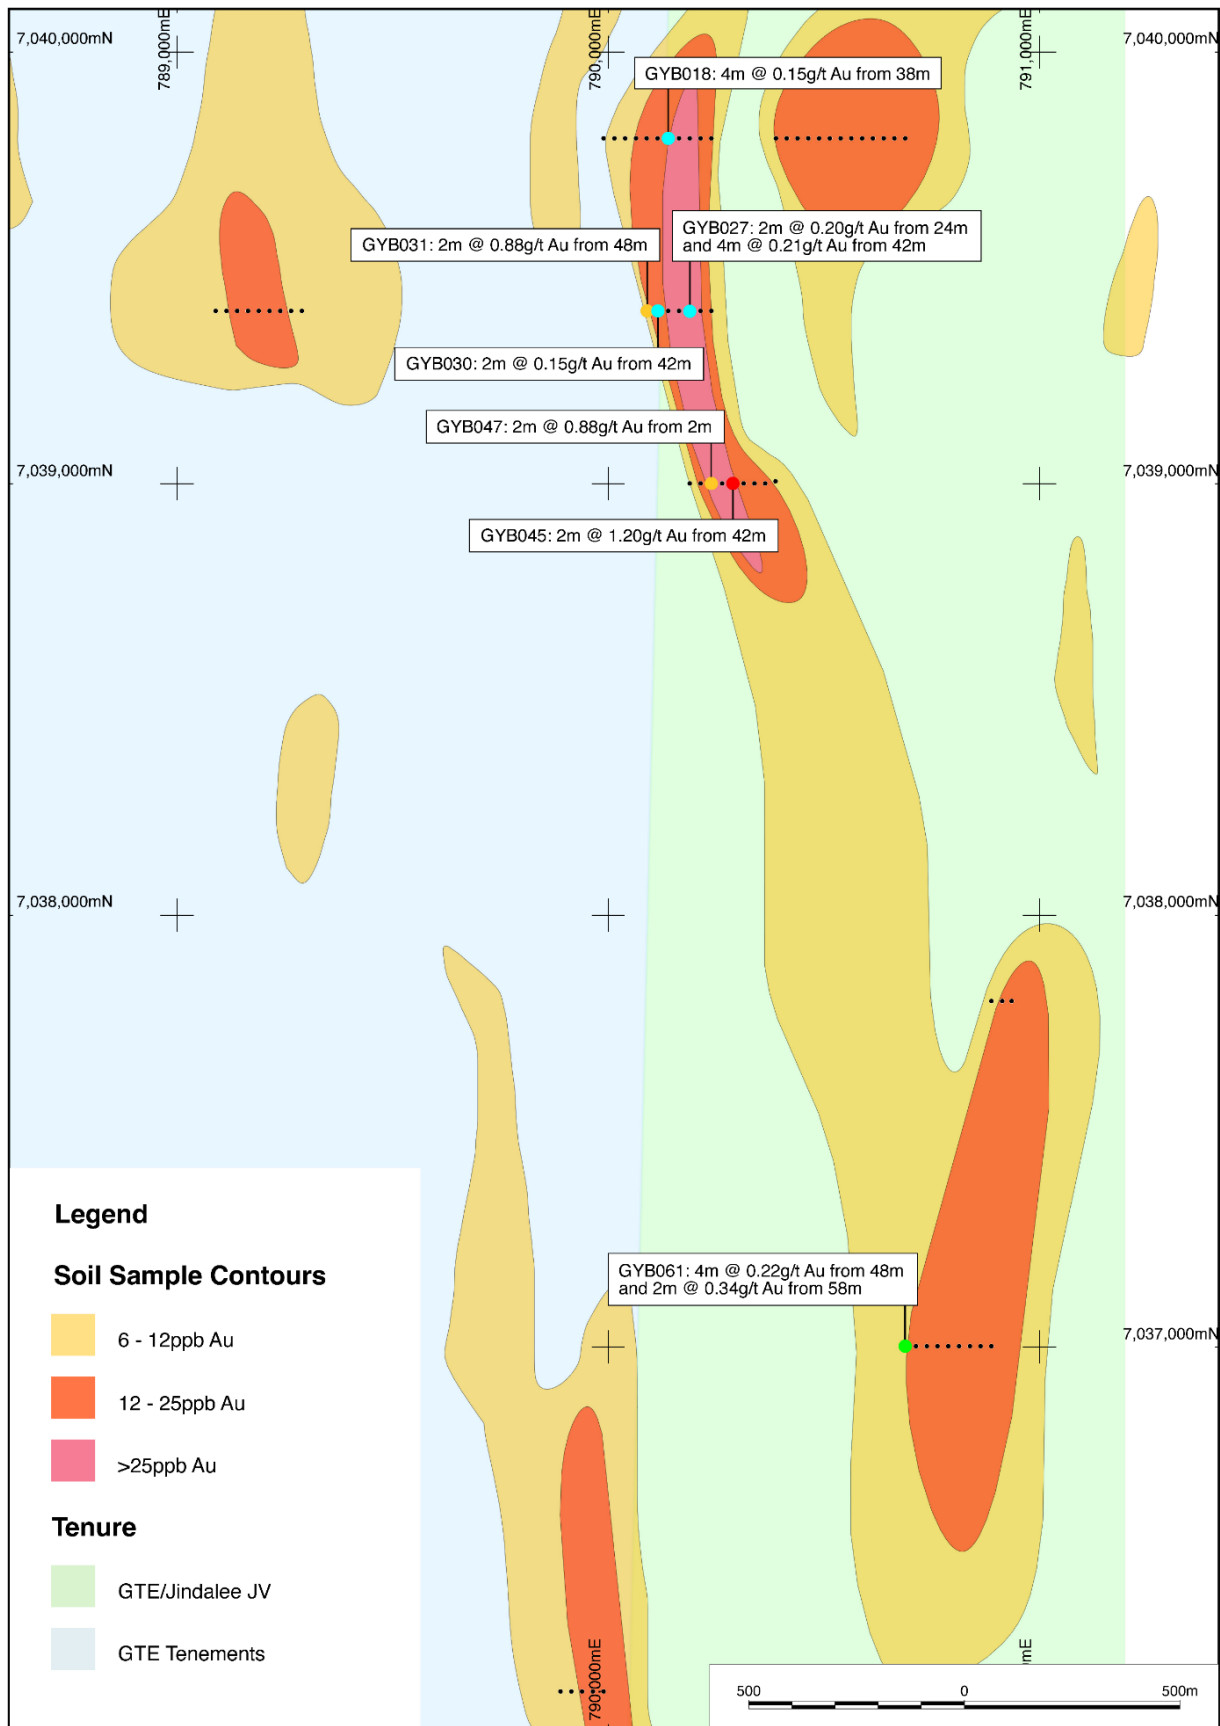 789,000mE
790,000mE
791,000mE
7,040,000mN
7,040,000mN
GYB018: 4m @ 0.15g/t Au from 38m
GYB027: 2m @ 0.20g/t Au from 24m
and 4m @ 0.21g/t Au from 42m
GYB031: 2m @ 0.88g/t Au from 48m
GYB030: 2m @ 0.15g/t Au from 42m
GYB047: 2m @ 0.88g/t Au from 2m
7,039,000mN
7,039,000mN
GYB045: 2m @ 1.20g/t Au from 42m
7,038,000mN
7,038,000mN
GYB061: 4m @ 0.22g/t Au from 48m
and 2m @ 0.34g/t Au from 58m
7,037,000mN
Legend
Soil Sample Contours
6 - 12ppb Au
12 - 25ppb Au
>25ppb Au
Tenure
GTE/Jindalee JV
GTE Tenements
790,000mE
mE
500 0 500m